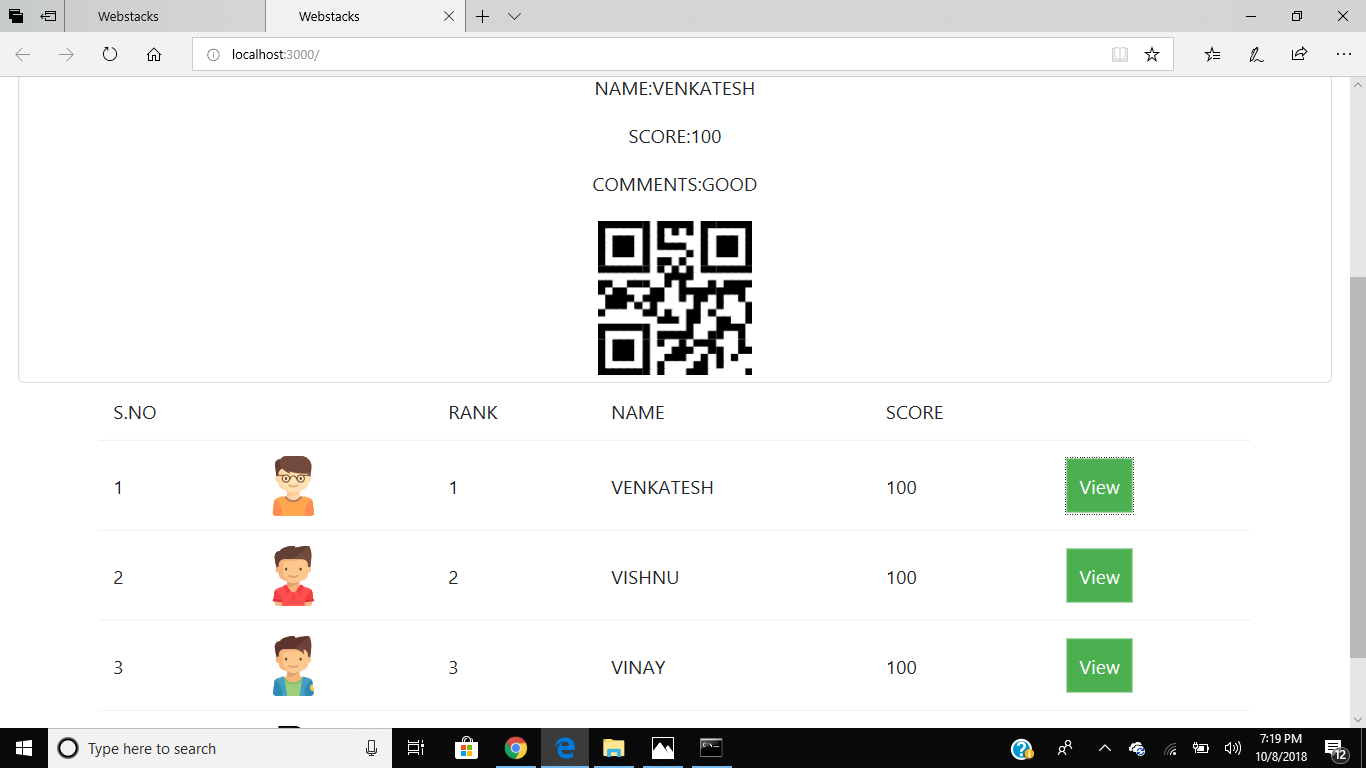 Webstacks
Webstacks
localhost:3000/
NAME:VENKATESH
SCORE:100
COMMENTS:GOOD
S.NO RANK NAME SCORE
1 1 VENKATESH 100 View
2 2 VISHNU 100 View
3 3 VINAY 100 View
Type here to search
7:19 PM
10/8/2018
12